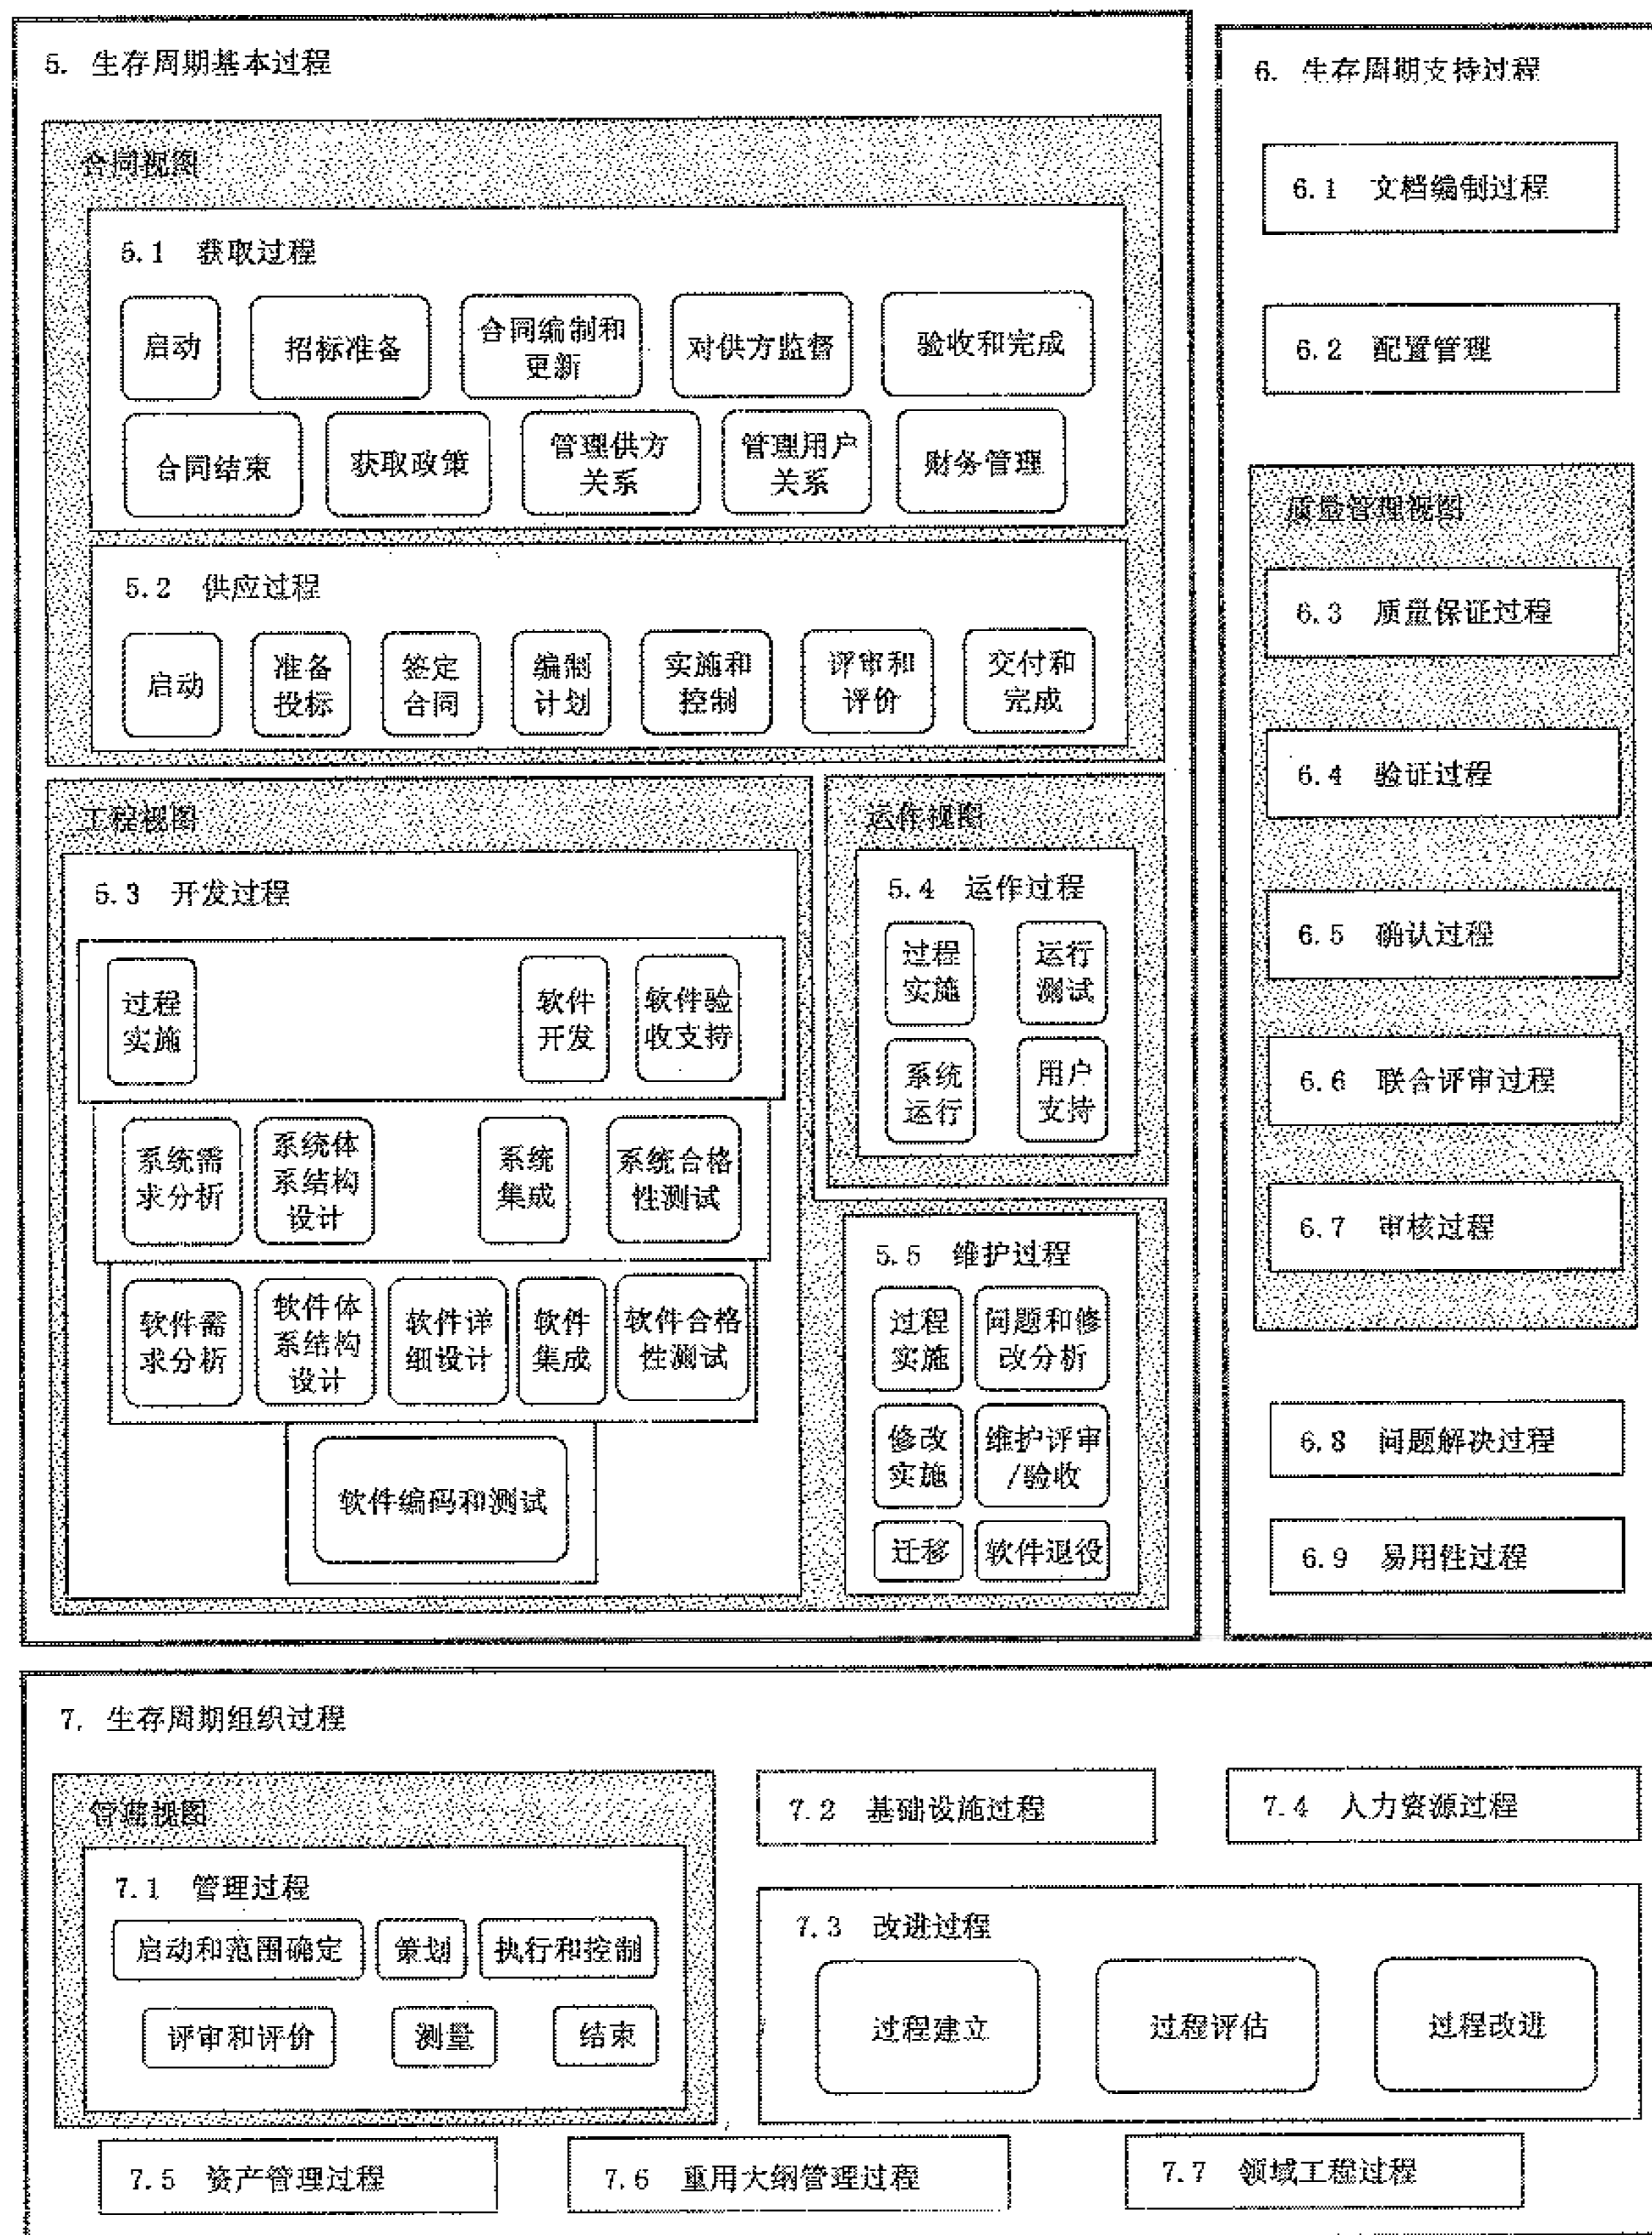 5. 生存周期基本过程
合同视图
5.1 获取过程
启动
招标准备
合同编制和
更新
对供方监督
验收和完成
合同结束
获取政策
管理供方
关系
管理用户
关系
财务管理
5.2 供应过程
启动
准备
投标
签定
合同
编制
计划
实施和
控制
评审和
评价
交付和
完成
工程视图
5.3 开发过程
过程
实施
软件
开发
软件验
收支持
系统需
求分析
系统体
系结构
设计
系统
集成
系统合格
性测试
软件需
求分析
软件体
系结构
设计
软件详
细设计
软件
集成
软件合格
性测试
软件编码和测试
运作视图
5.4 运作过程
过程
实施
运行
测试
系统
运行
用户
支持
5.5 维护过程
过程
实施
问题和修
改分析
修改
实施
维护评审
/验收
迁移
软件退役
6. 生存周期支持过程
6.1 文档编制过程
6.2 配置管理
质量管理视图
6.3 质量保证过程
6.4 验证过程
6.5 确认过程
6.6 联合评审过程
6.7 审核过程
6.8 问题解决过程
6.9 易用性过程
7. 生存周期组织过程
管理视图
7.1 管理过程
启动和范围确定
策划
执行和控制
评审和评价
测量
结束
7.2 基础设施过程
7.4 人力资源过程
7.3 改进过程
过程建立
过程评估
过程改进
7.5 资产管理过程
7.6 重用大纲管理过程
7.7 领域工程过程